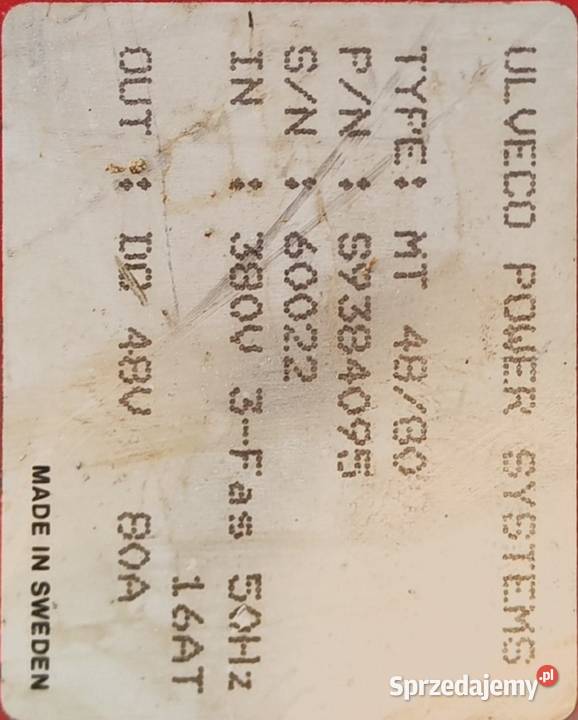 ULVECO POWER SYSTEMS
TYPE: MT 48/80
P/N : S9384095
S/N : 60022
IN : 380V 3-Fas 50Hz
16AT
OUT : DC 48V 80A
MADE IN SWEDEN
Sprzedajemy.pl